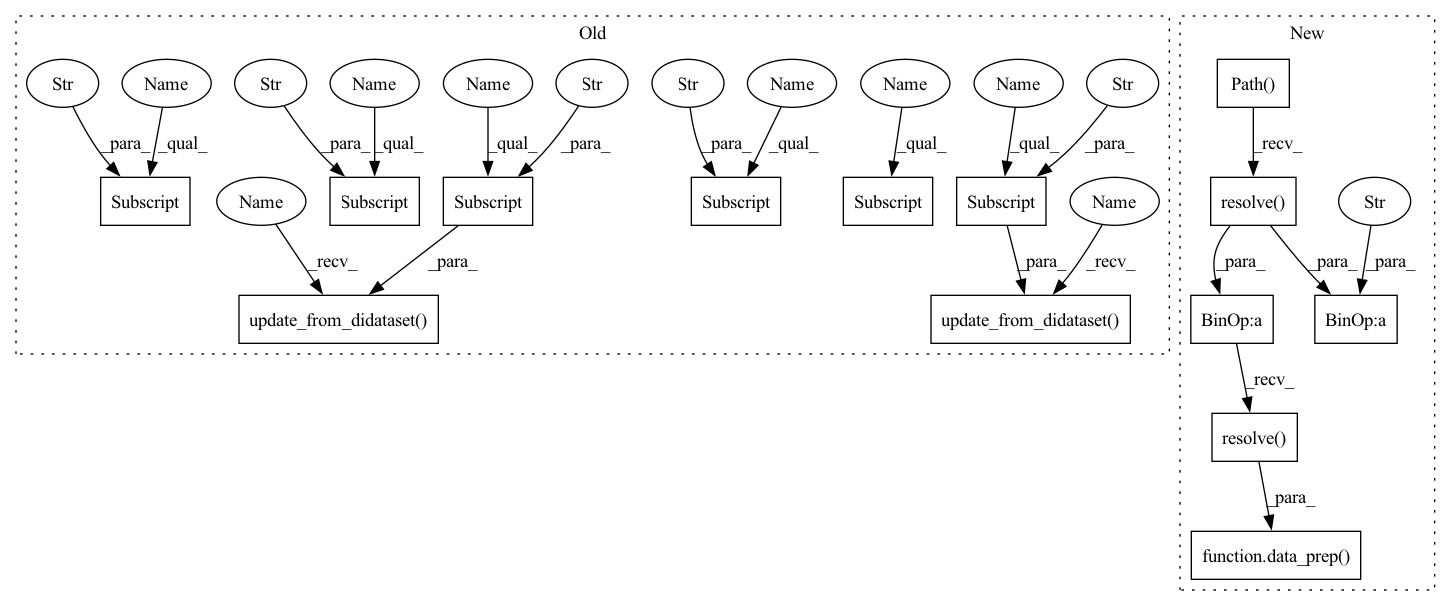 Old
New
Str
Name
Str
Name
Name
Str
Str
Name
Name
Name
Str
Path()
_para_
_qual_
_para_
_qual_
_qual_
_para_
_para_
_qual_
_qual_
_qual_
_para_
_recv_
Subscript
Name
Subscript
Subscript
Subscript
Subscript
Subscript
Name
resolve()
Str
_recv_
_para_
_para_
_recv_
_para_
_para_
_para_
update_from_didataset()
update_from_didataset()
BinOp:a
BinOp:a
_recv_
resolve()
_para_
function.data_prep()